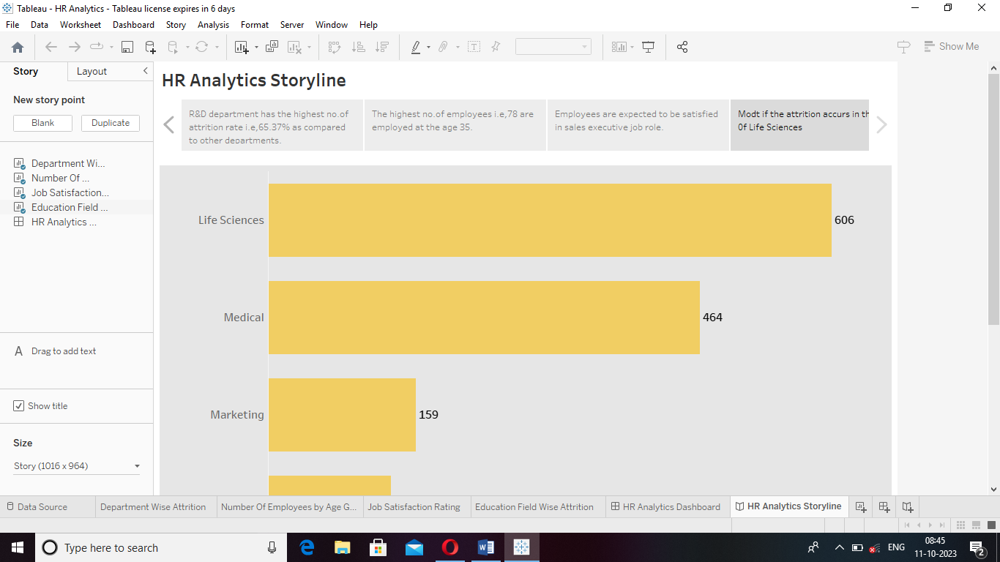 Tableau - HR Analytics - Tableau license expires in 6 days
File Data Worksheet Dashboard Story Analysis Format Server Window Help
Show Me
Story Layout
New story point
Blank Duplicate
Department Wi...
Number Of ...
Job Satisfaction...
Education Field ...
HR Analytics ...
A Drag to add text
Show title
Size
Story (1016 x 964)
HR Analytics Storyline
R&D department has the highest no.of
attrition rate i.e,65.37% as compared
to other departments.
The highest no.of employees i.e,78 are
employed at the age 35.
Employees are expected to be satisfied
in sales executive job role.
Modt if the attrition accurs in th
0f Life Sciences
Life Sciences 606
Medical 464
Marketing 159
Data Source Department Wise Attrition Number Of Employees by Age G... Job Satisfaction Rating Education Field Wise Attrition HR Analytics Dashboard HR Analytics Storyline
Type here to search
ENG
08:45
11-10-2023
2